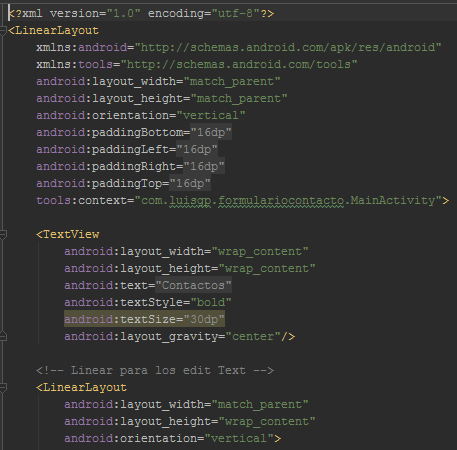 <?xml version="1.0" encoding="utf-8"?>
<LinearLayout
xmlns:android="http://schemas.android.com/apk/res/android"
xmlns:tools="http://schemas.android.com/tools"
android:layout_width="match_parent"
android:layout_height="match_parent"
android:orientation="vertical"
android:paddingBottom="16dp"
android:paddingLeft="16dp"
android:paddingRight="16dp"
android:paddingTop="16dp"
tools:context="com.luisgp.formulariocontacto.MainActivity">
<TextView
android:layout_width="wrap_content"
android:layout_height="wrap_content"
android:text="Contactos"
android:textStyle="bold"
android:textSize="30dp"
android:layout_gravity="center"/>
<!-- Linear para los edit Text -->
<LinearLayout
android:layout_width="match_parent"
android:layout_height="wrap_content"
android:orientation="vertical">